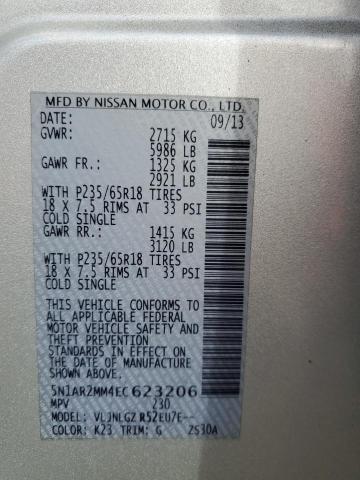 MFD BY NISSAN MOTOR CO., LTD.
DATE: 09/13
GVWR: 2715 KG
5986 LB
GAWR FR.: 1325 KG
2921 LB
WITH P235/65R18 TIRES
18 X 7.5 RIMS AT 33 PSI
COLD SINGLE
GAWR RR.: 1415 KG
3120 LB
WITH P235/65R18 TIRES
18 X 7.5 RIMS AT 33 PSI
COLD SINGLE
THIS VEHICLE CONFORMS TO
ALL APPLICABLE FEDERAL
MOTOR VEHICLE SAFETY
AND THEFT PREVENTION
STANDARDS IN EFFECT ON
THE DATE OF MANUFACTURE
SHOWN ABOVE.
5N1AR2MM4EC623206
MPV 230
MODEL: VLJNLGZ R52EU7E--
COLOR: K23 TRIM: G 2530A